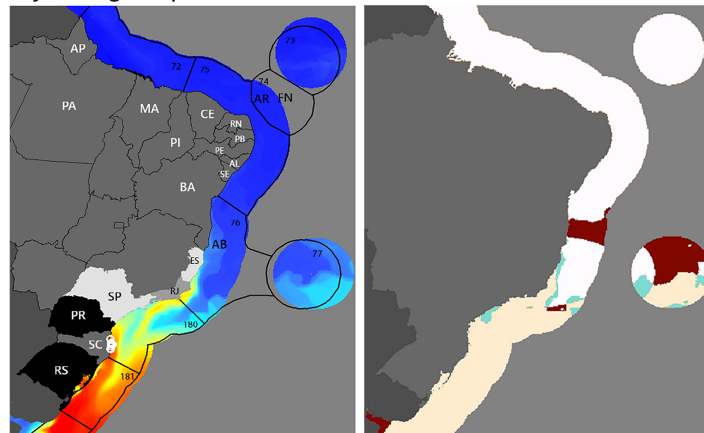 73
AP
72
75
74
AR
FN
PA
MA
CE
RN
PI
PB
PE
AL
SE
BA
76
AB
77
ES
SP
RJ
PR
180
SC
RS
181